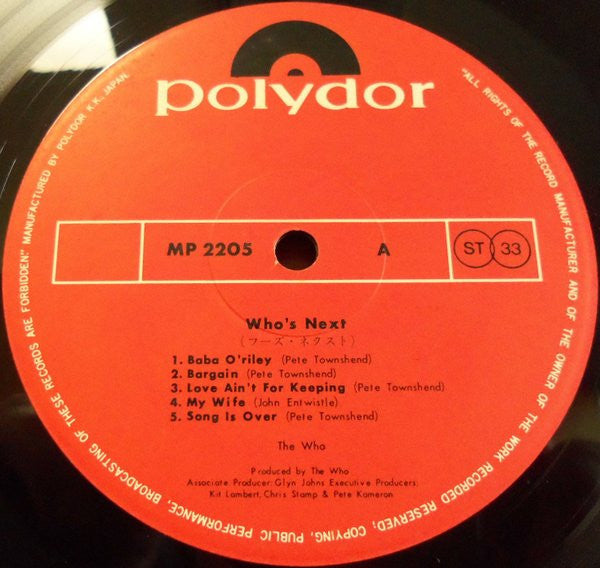 polydor
MP 2205
A
ST 33
Who's Next
(フーズ・ネクスト)
1. Baba O'riley (Pete Townshend)
2. Bargain (Pete Townshend)
3. Love Ain't For Keeping (Pete Townshend)
4. My Wife (John Entwistle)
5. Song Is Over (Pete Townshend)
The Who
Produced by The Who
Associate Producer: Glyn Johns Executive Producers;
Kit Lambert, Chris Stamp & Pete Kameron
"ALL RIGHTS OF THE RECORD MANUFACTURER AND OF THE OWNER OF THE WORK RECORDED RESERVED; COPYING, PUBLIC PERFORMANCE, BROADCASTING OF THESE RECORDS ARE FORBIDDEN" MANUFACTURED BY POLYDOR K.K. JAPAN.